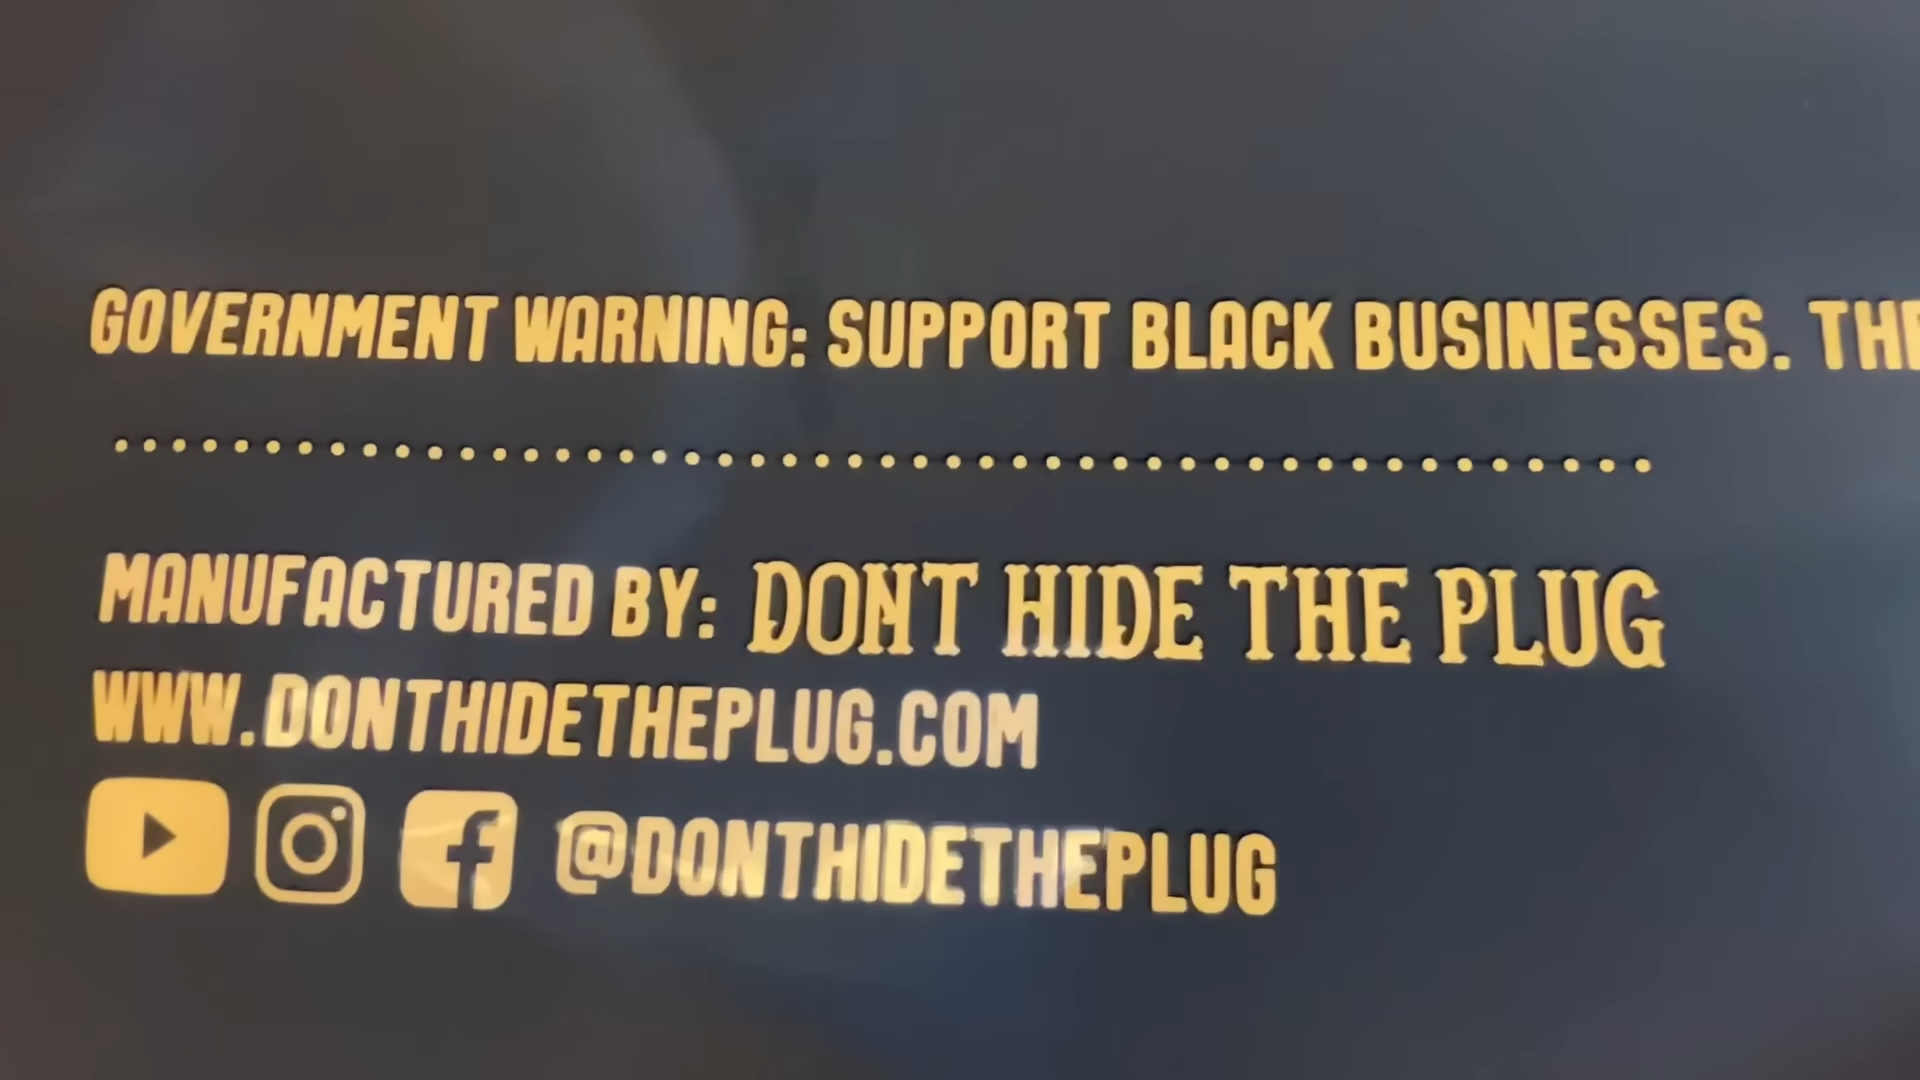 GOVERNMENT WARNING: SUPPORT BLACK BUSINESSES.
MANUFACTURED BY: DONT HIDE THE PLUG
WWW.DONTHIDETHEPLUG.COM
@DONTHIDETHEPLUG